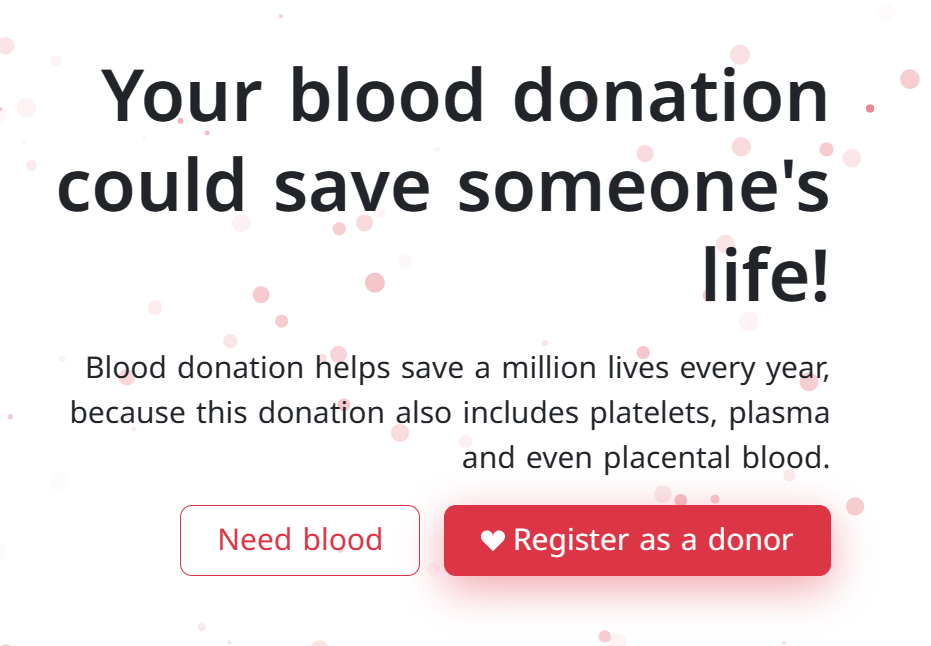 Your blood donation
could save someone's
life!
Blood donation helps save a million lives every year,
because this donation also includes platelets, plasma
and even placental blood.
Need blood
Register as a donor